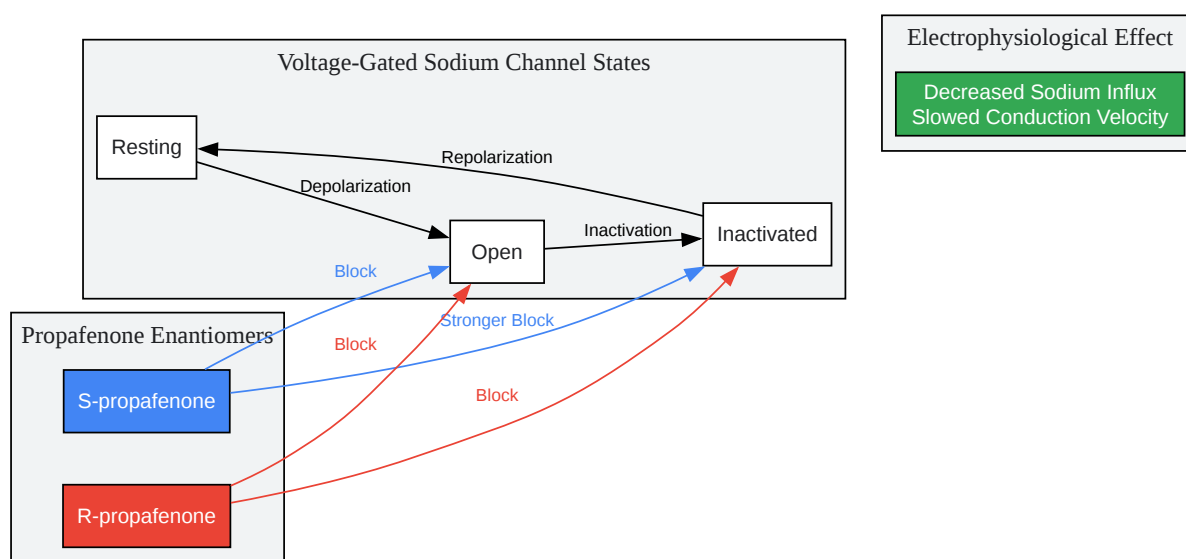 Electrophysiological Effect
Decreased Sodium Influx
Slowed Conduction Velocity
Voltage-Gated Sodium Channel States
Resting
Repolarization
Depolarization
Open
Inactivation
Inactivated
Block
Stronger Block
Propafenone Enantiomers
Block
S-propafenone
Block
R-propafenone